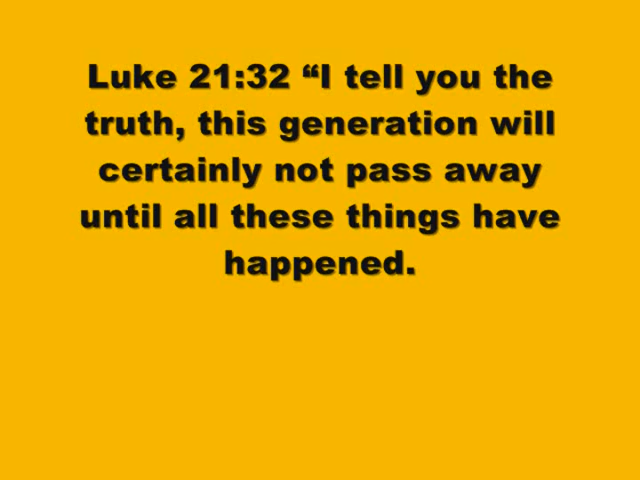 Luke 21:32 “I tell you the
truth, this generation will
certainly not pass away
until all these things have
happened.